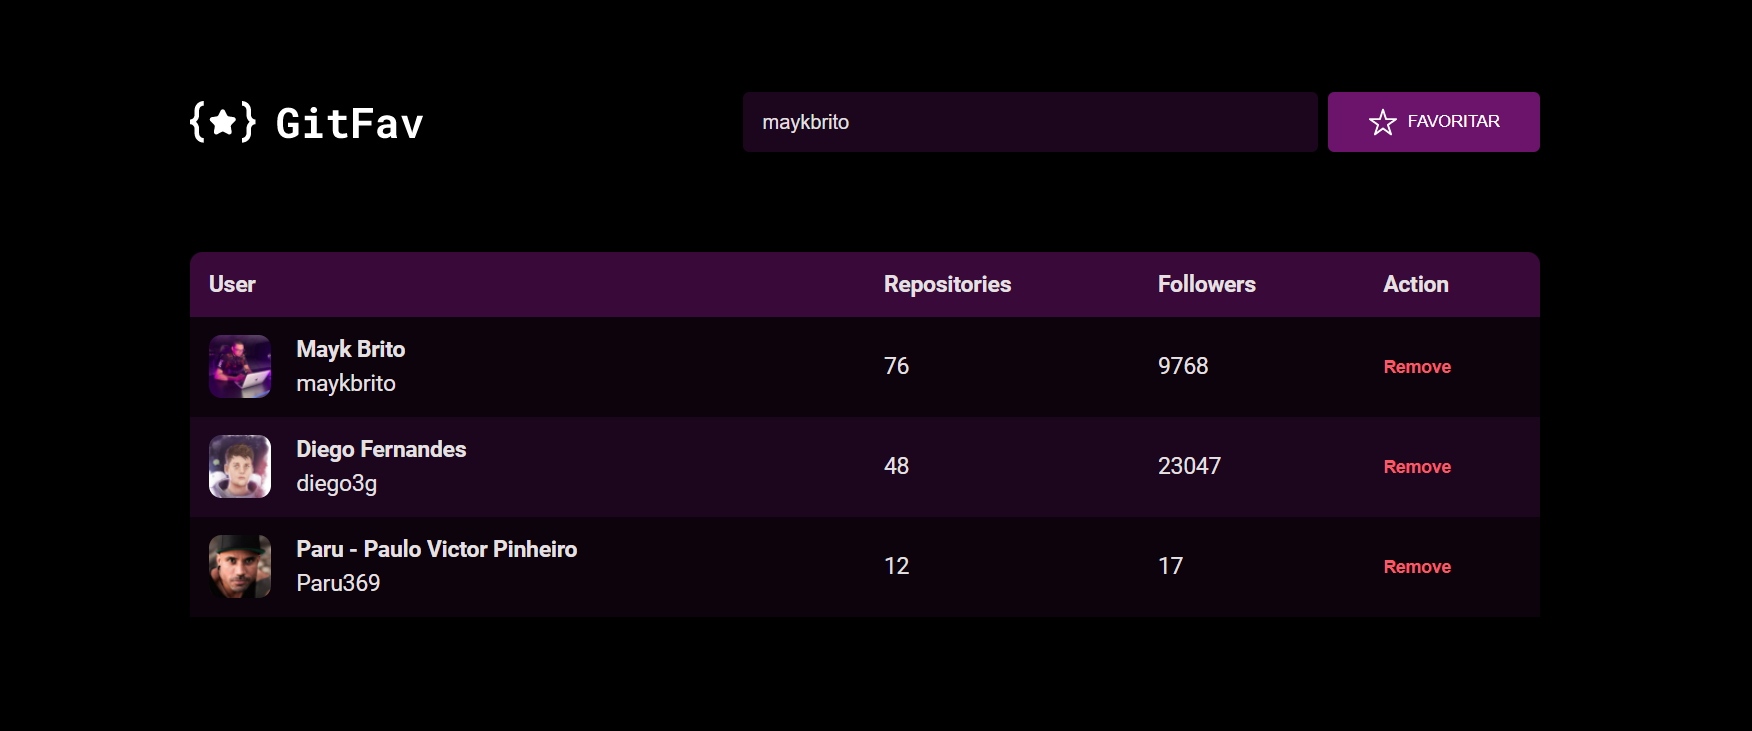 {★} GitFav
maykbrito
FAVORITAR
User Repositories Followers Action
Mayk Brito
maykbrito
76 9768 Remove
Diego Fernandes
diego3g
48 23047 Remove
Paru - Paulo Victor Pinheiro
Paru369
12 17 Remove